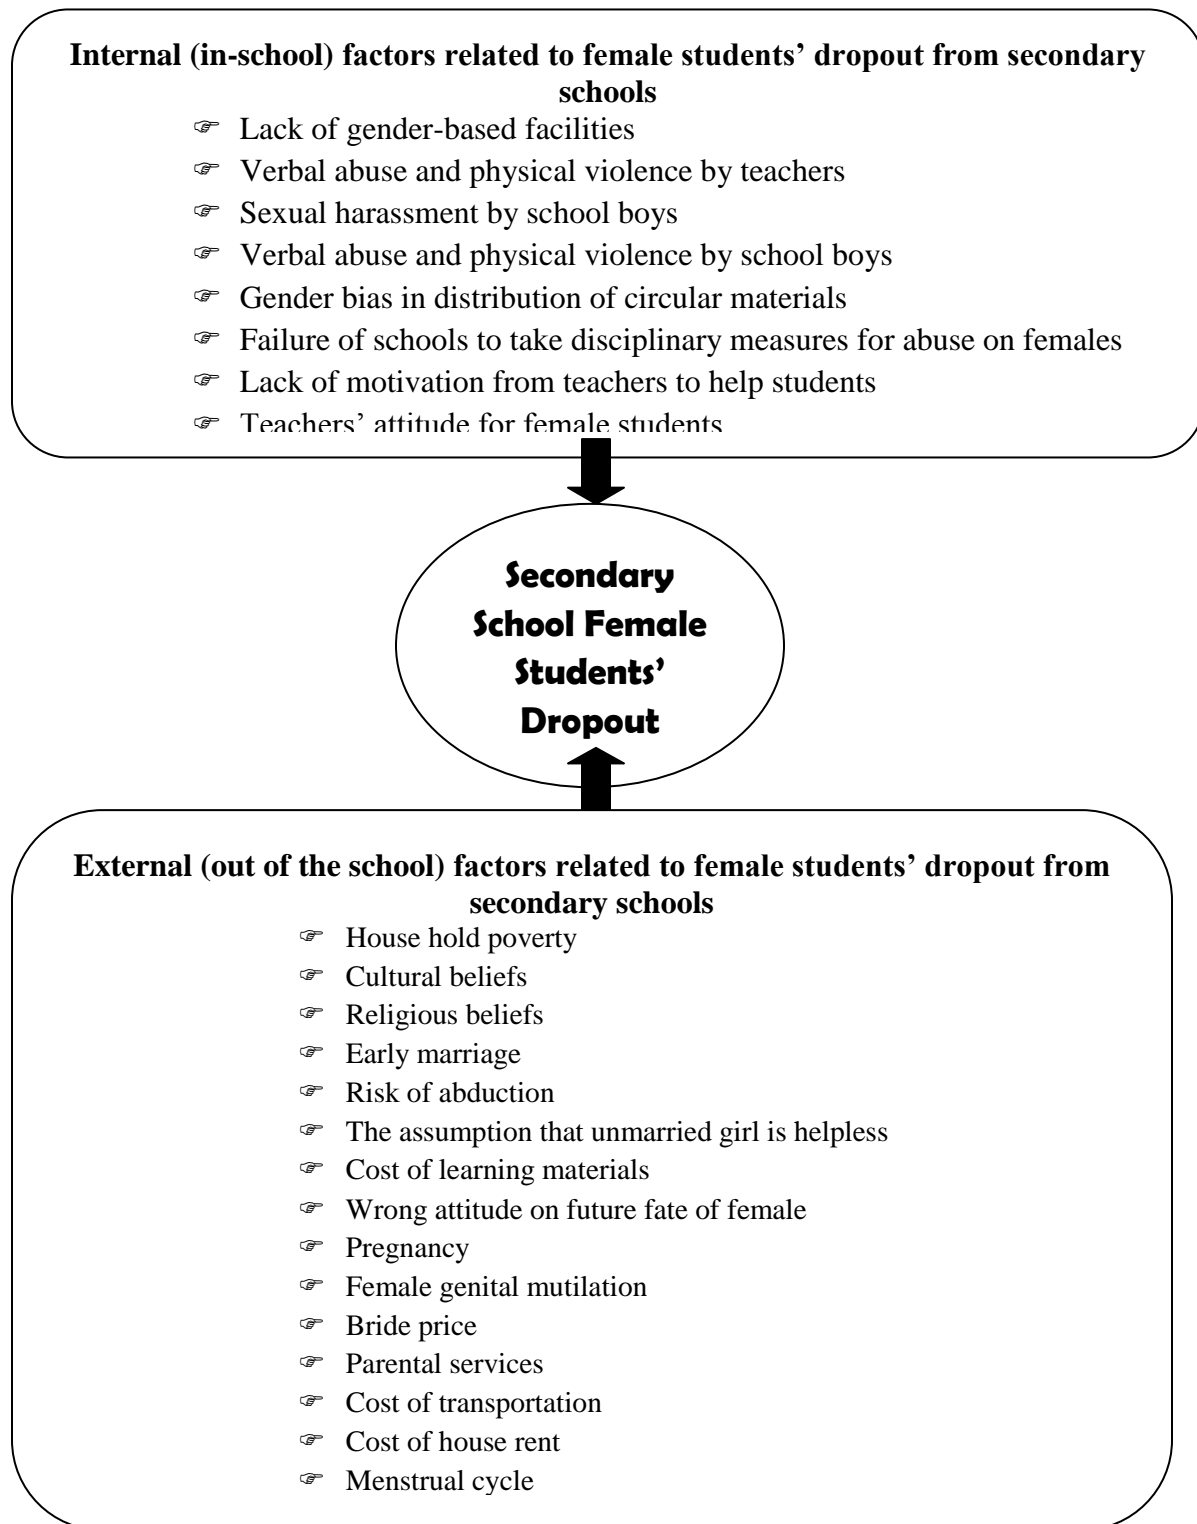 Internal (in-school) factors related to female students’ dropout from secondary
schools
☞ Lack of gender-based facilities
☞ Verbal abuse and physical violence by teachers
☞ Sexual harassment by school boys
☞ Verbal abuse and physical violence by school boys
☞ Gender bias in distribution of circular materials
☞ Failure of schools to take disciplinary measures for abuse on females
☞ Lack of motivation from teachers to help students
☞ Teachers’ attitude for female students
Secondary
School Female
Students’
Dropout
External (out of the school) factors related to female students’ dropout from
secondary schools
☞ House hold poverty
☞ Cultural beliefs
☞ Religious beliefs
☞ Early marriage
☞ Risk of abduction
☞ The assumption that unmarried girl is helpless
☞ Cost of learning materials
☞ Wrong attitude on future fate of female
☞ Pregnancy
☞ Female genital mutilation
☞ Bride price
☞ Parental services
☞ Cost of transportation
☞ Cost of house rent
☞ Menstrual cycle